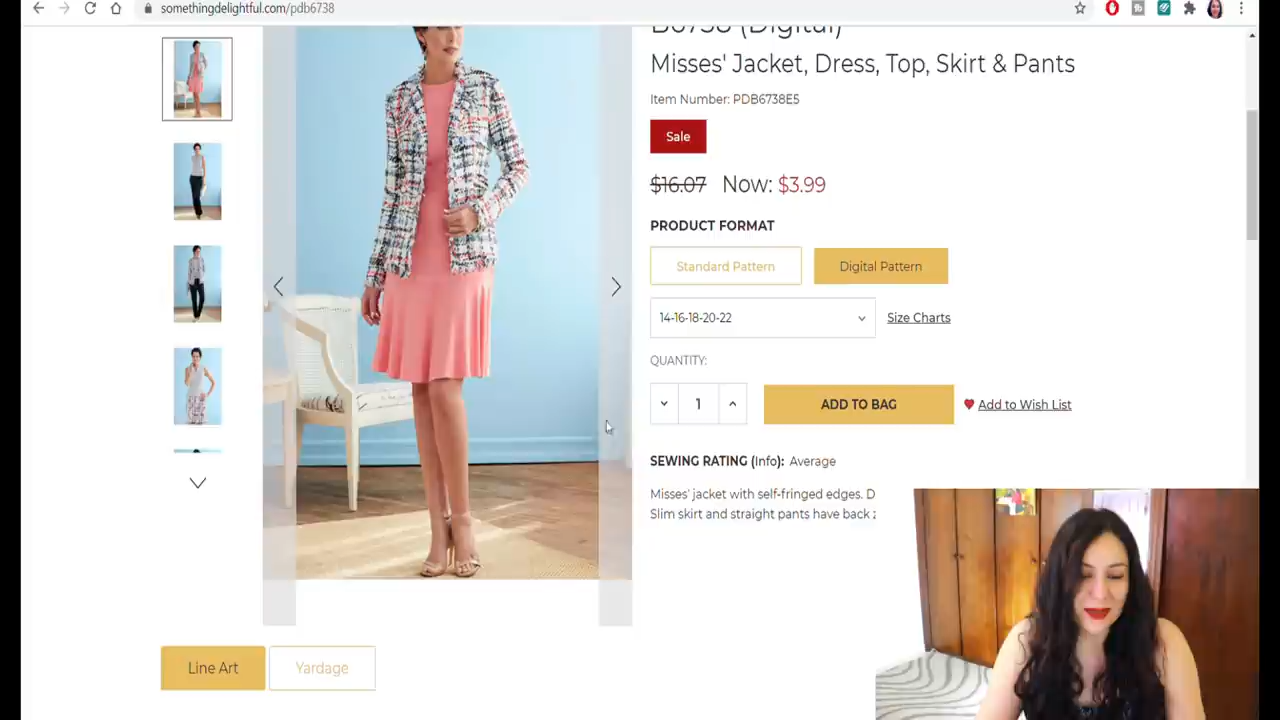 somethingdelightful.com/pdb6738
B6738 (Digital)
Misses' Jacket, Dress, Top, Skirt & Pants
Item Number: PDB6738E5
Sale
$16.07 Now: $3.99
PRODUCT FORMAT
Standard Pattern Digital Pattern
14-16-18-20-22 Size Charts
QUANTITY:
1 ADD TO BAG Add to Wish List
SEWING RATING (Info): Average
Misses' jacket with self-fringed edges. D
Slim skirt and straight pants have back z
Line Art Yardage